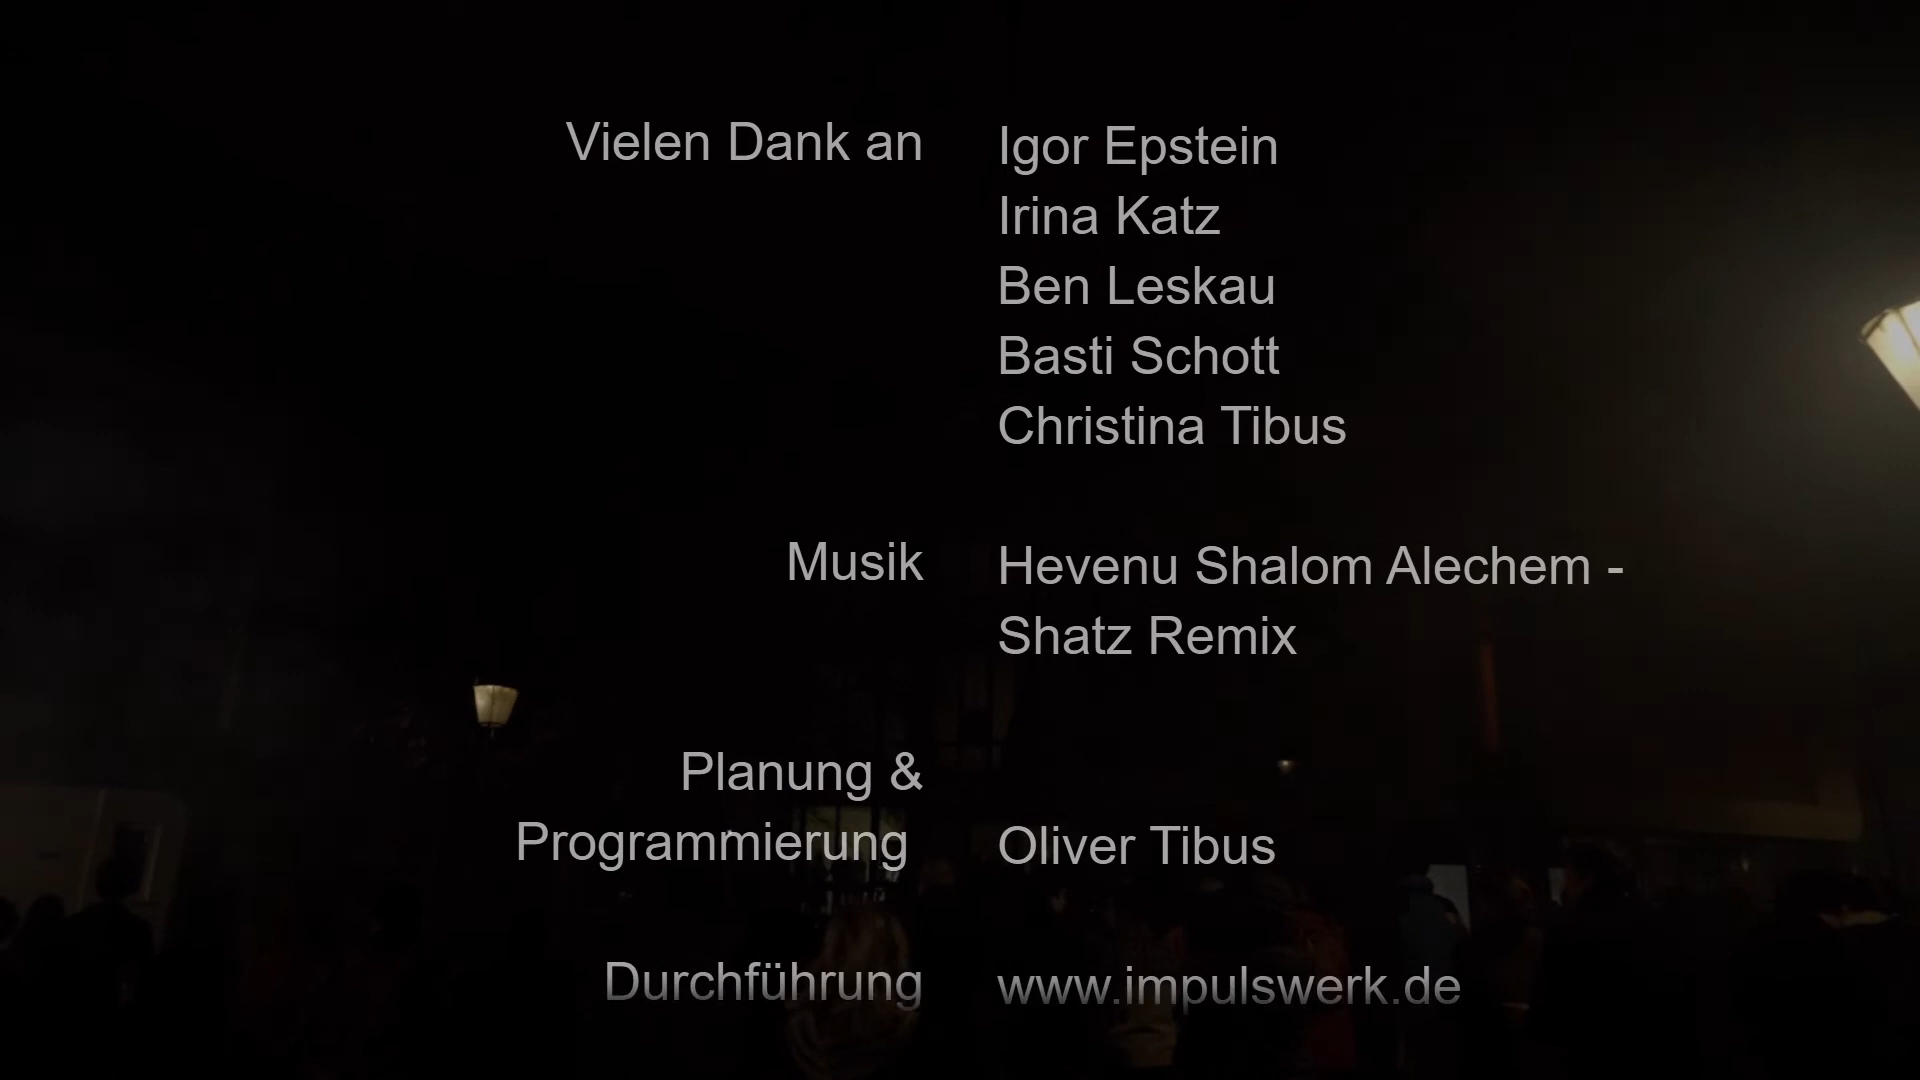 Vielen Dank an Igor Epstein
Irina Katz
Ben Leskau
Basti Schott
Christina Tibus
Musik Hevenu Shalom Alechem -
Shatz Remix
Planung &
Programmierung Oliver Tibus
Durchführung www.impulswerk.de